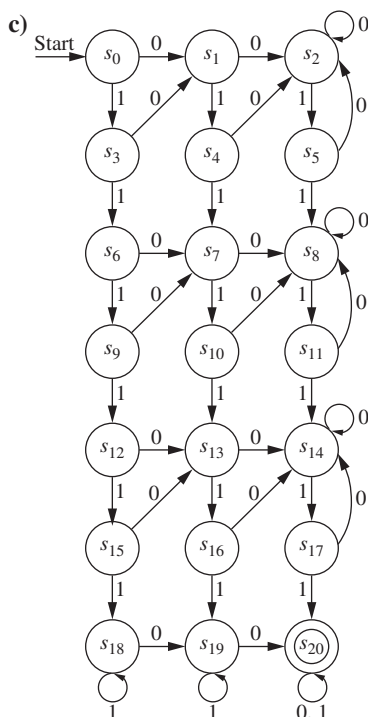 c)
Start
s0 0 s1 0 s2 0
1 0 1 0 1 0
s3 s4 s5
1 1 1 0
s6 0 s7 0 s8
1 0 1 0 1 0
s9 s10 s11
1 1 1 0
s12 0 s13 0 s14
1 0 1 0 1 0
s15 s16 s17
1 1 1
s18 0 s19 0 s20
1 1 0, 1